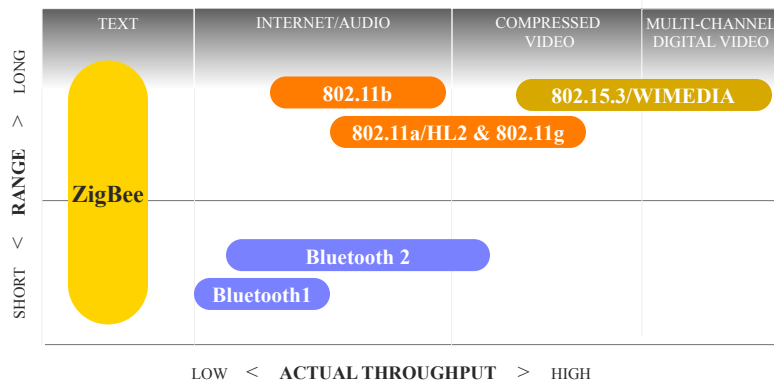 TEXT
INTERNET/AUDIO
COMPRESSED
VIDEO
MULTI-CHANNEL
DIGITAL VIDEO
SHORT < RANGE > LONG
802.11b
802.15.3/WIMEDIA
802.11a/HL2 & 802.11g
ZigBee
Bluetooth 2
Bluetooth1
LOW < ACTUAL THROUGHPUT > HIGH